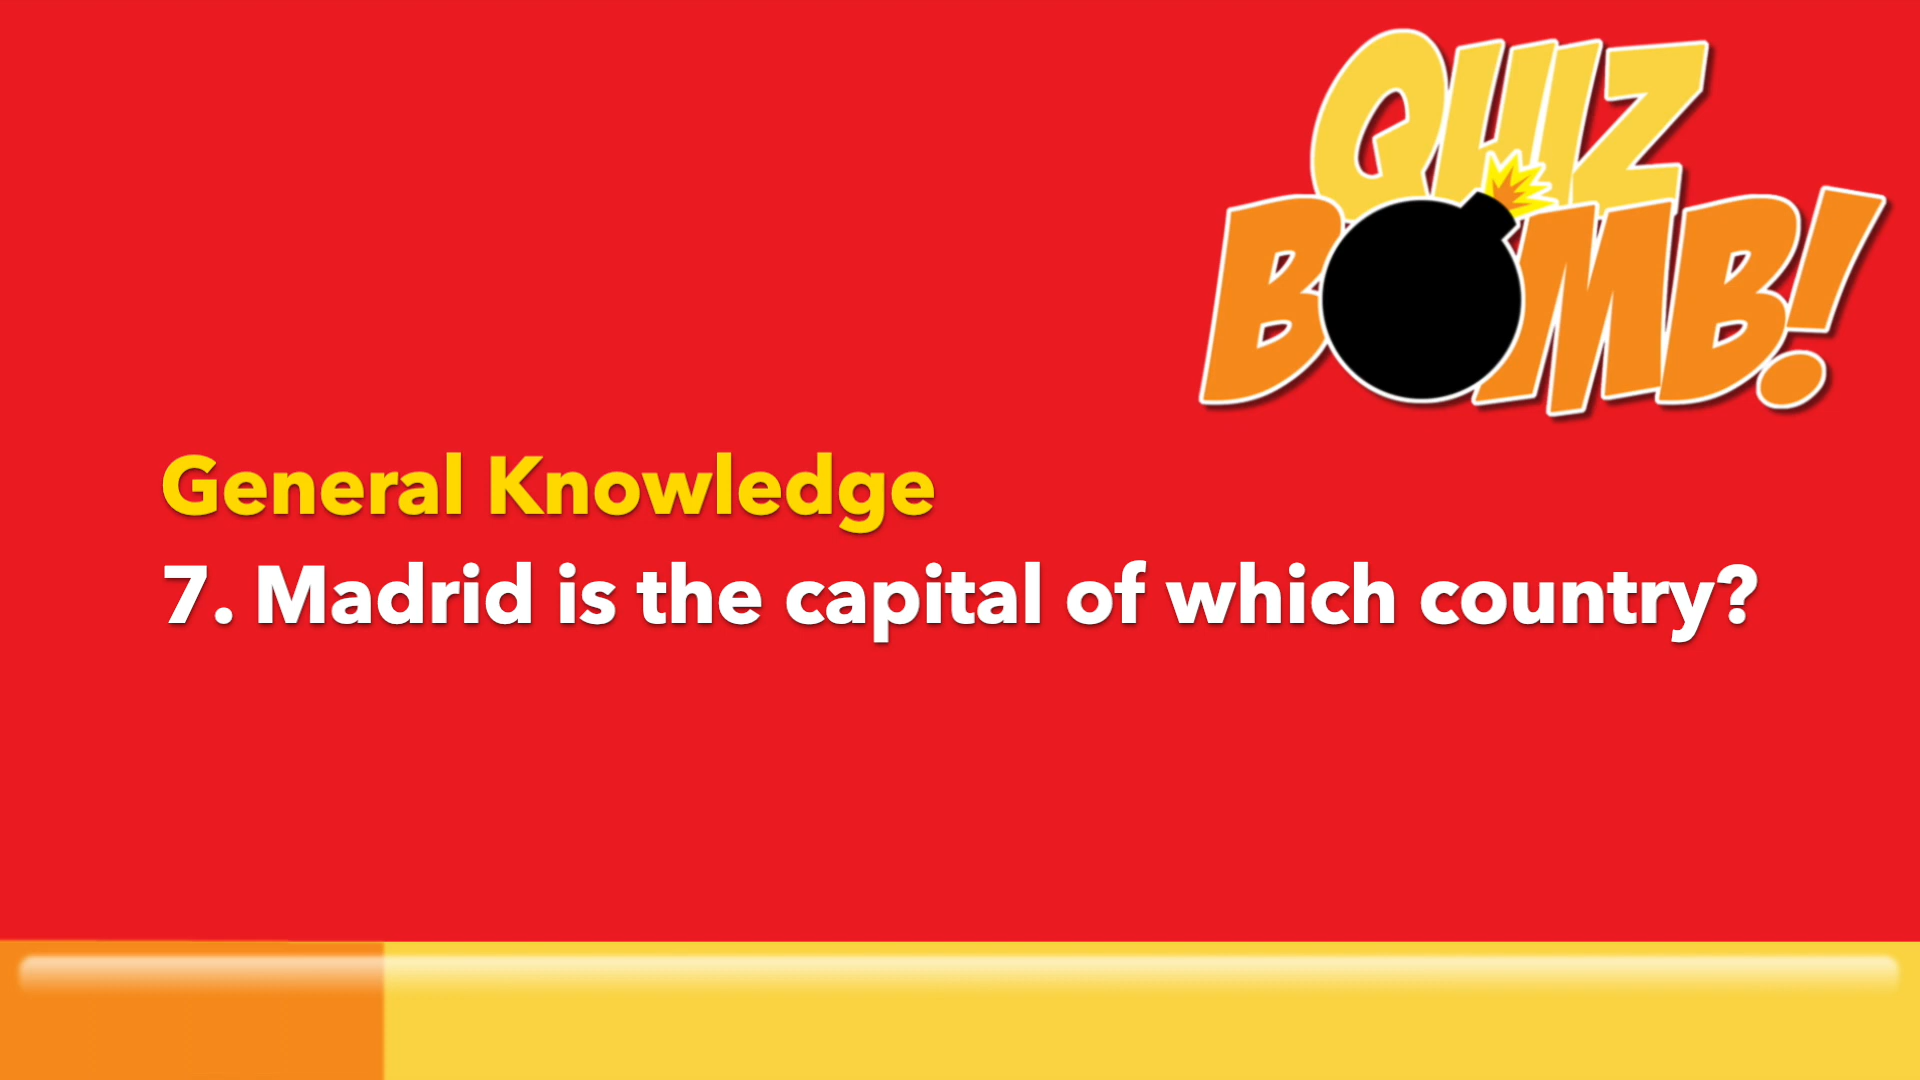 QUIZ
BOMB!
General Knowledge
7. Madrid is the capital of which country?